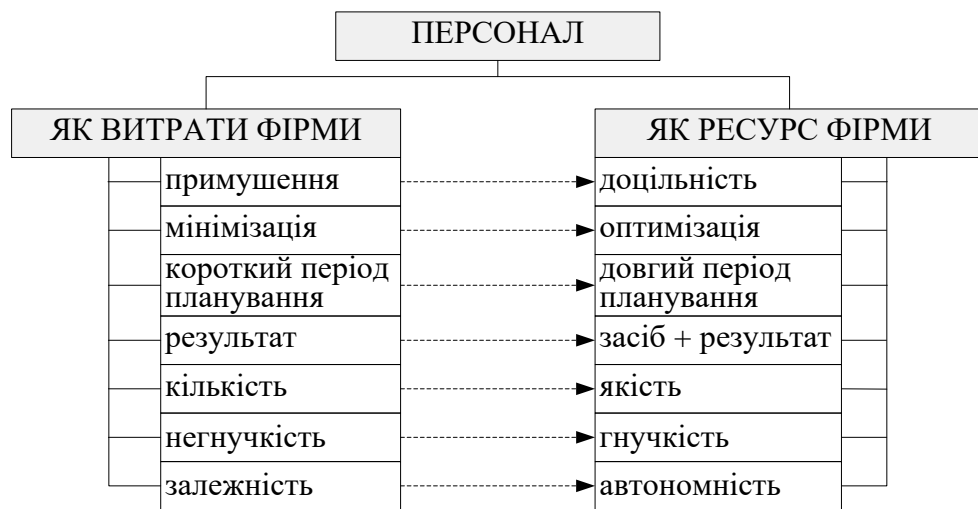 ПЕРСОНАЛ
ЯК ВИТРАТИ ФІРМИ
ЯК РЕСУРС ФІРМИ
примушення
доцільність
мінімізація
оптимізація
короткий період
планування
довгий період
планування
результат
засіб + результат
кількість
якість
негнучкість
гнучкість
залежність
автономність